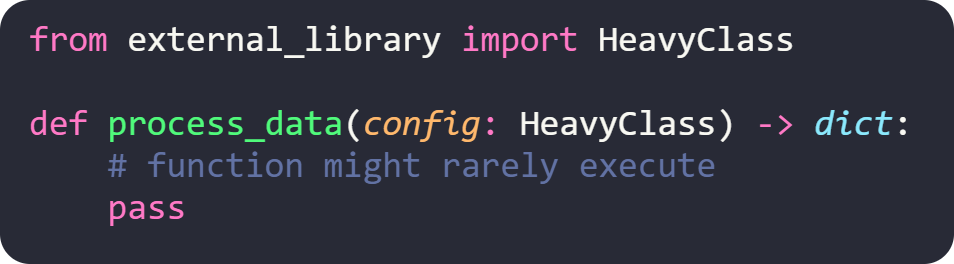 from external_library import HeavyClass
def process_data(config: HeavyClass) -> dict:
# function might rarely execute
pass